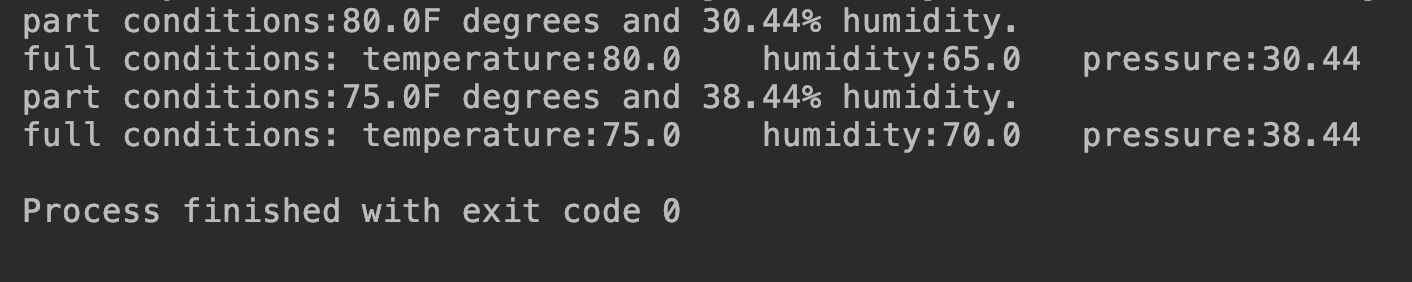 part conditions:80.0F degrees and 30.44% humidity.
full conditions: temperature:80.0    humidity:65.0   pressure:30.44
part conditions:75.0F degrees and 38.44% humidity.
full conditions: temperature:75.0    humidity:70.0   pressure:38.44
Process finished with exit code 0